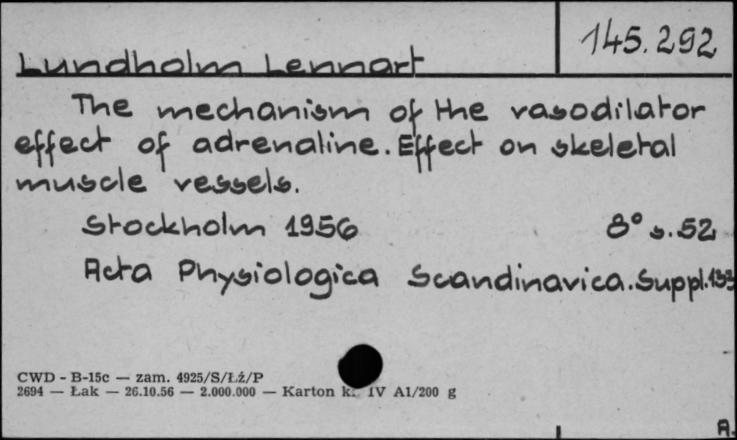 145.292
Lundholm Lennart
The mechanism of the vasodilator
effect of adrenaline. Effect on skeletal
muscle vessels.
Stockholm 1956 8° s. 52
Acta Physiologica Scandinavica. Suppl. 133
CWD - B-15c — zam. 4925/S/Łź/P
2694 — Łak — 26.10.56 — 2.000.000 — Karton k. IV A1/200 g
A.